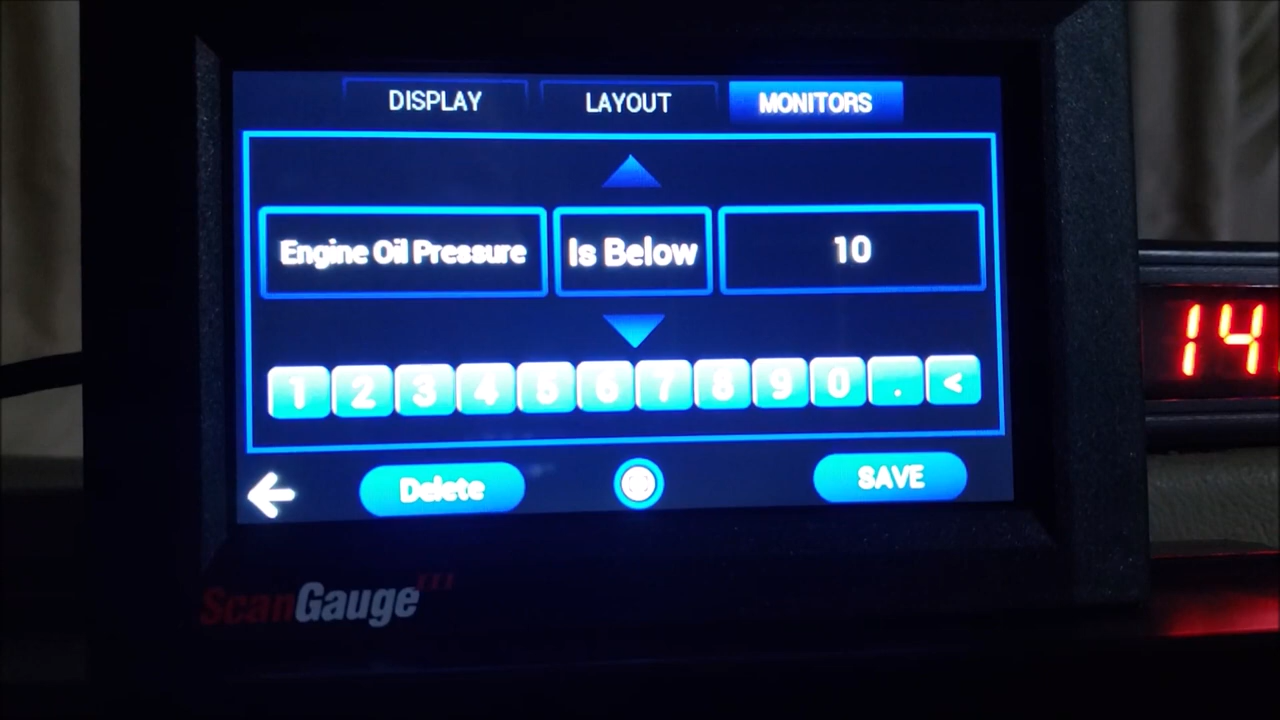 DISPLAY LAYOUT MONITORS
Engine Oil Pressure Is Below 10
1 2 3 4 5 6 7 8 9 0 . <
Delete SAVE
ScanGauge III
14